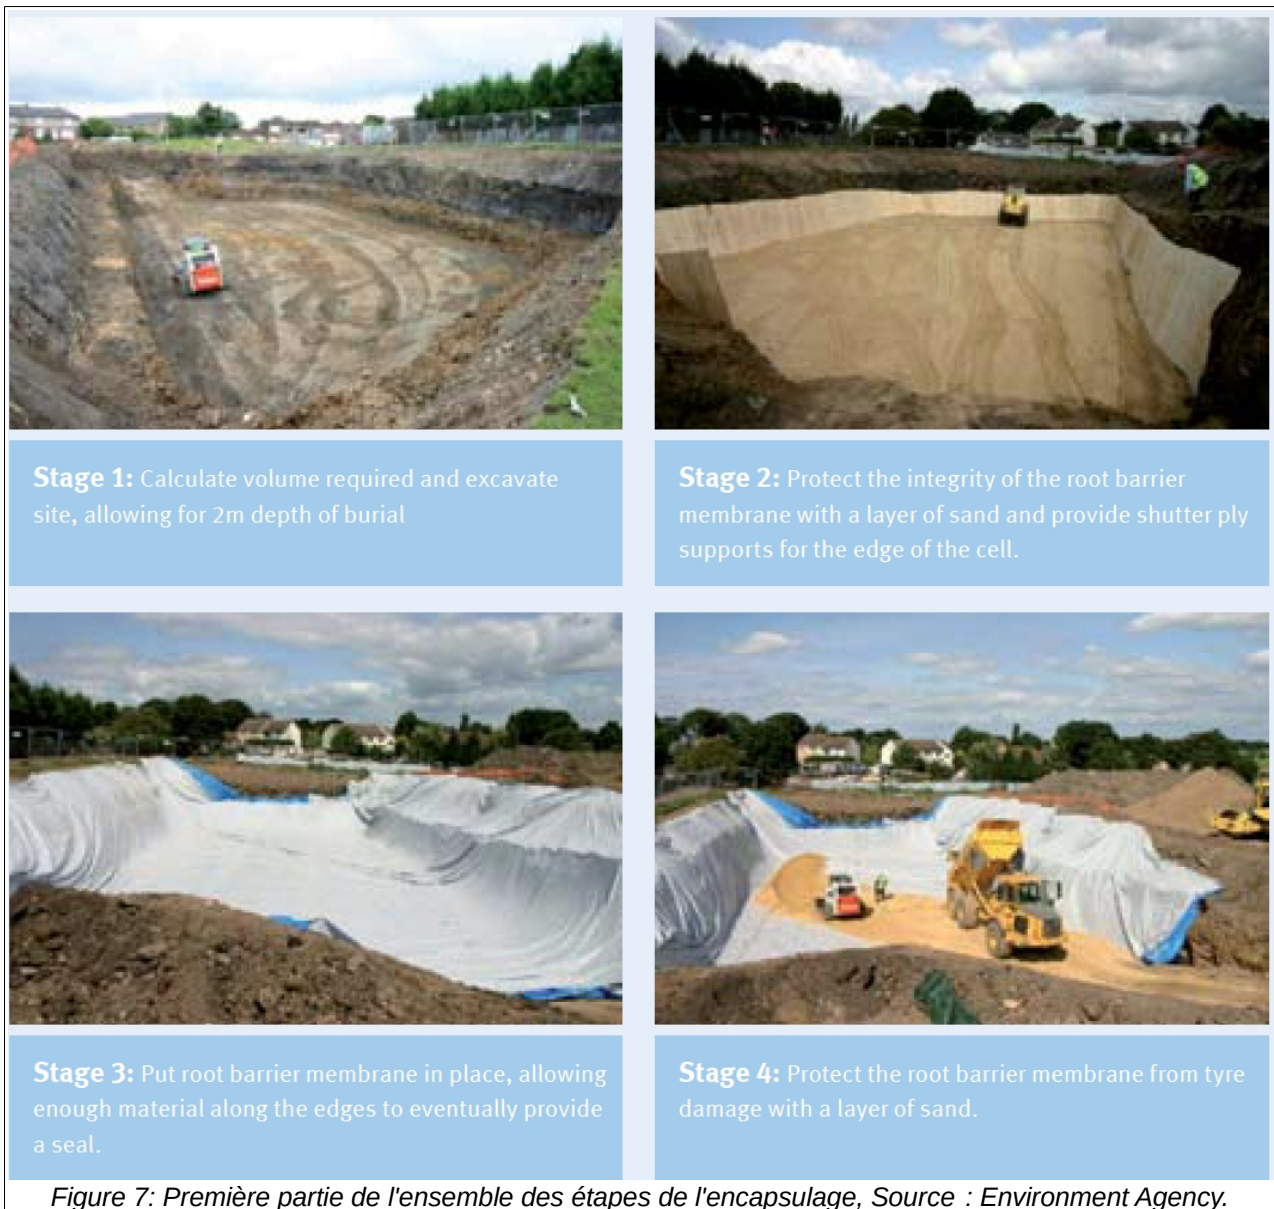 Stage 1: Calculate volume required and excavate
site, allowing for 2m depth of burial
Stage 2: Protect the integrity of the root barrier
membrane with a layer of sand and provide shutter ply
supports for the edge of the cell.
Stage 3: Put root barrier membrane in place, allowing
enough material along the edges to eventually provide
a seal.
Stage 4: Protect the root barrier membrane from tyre
damage with a layer of sand.
Figure 7: Première partie de l'ensemble des étapes de l'encapsulage, Source : Environment Agency.